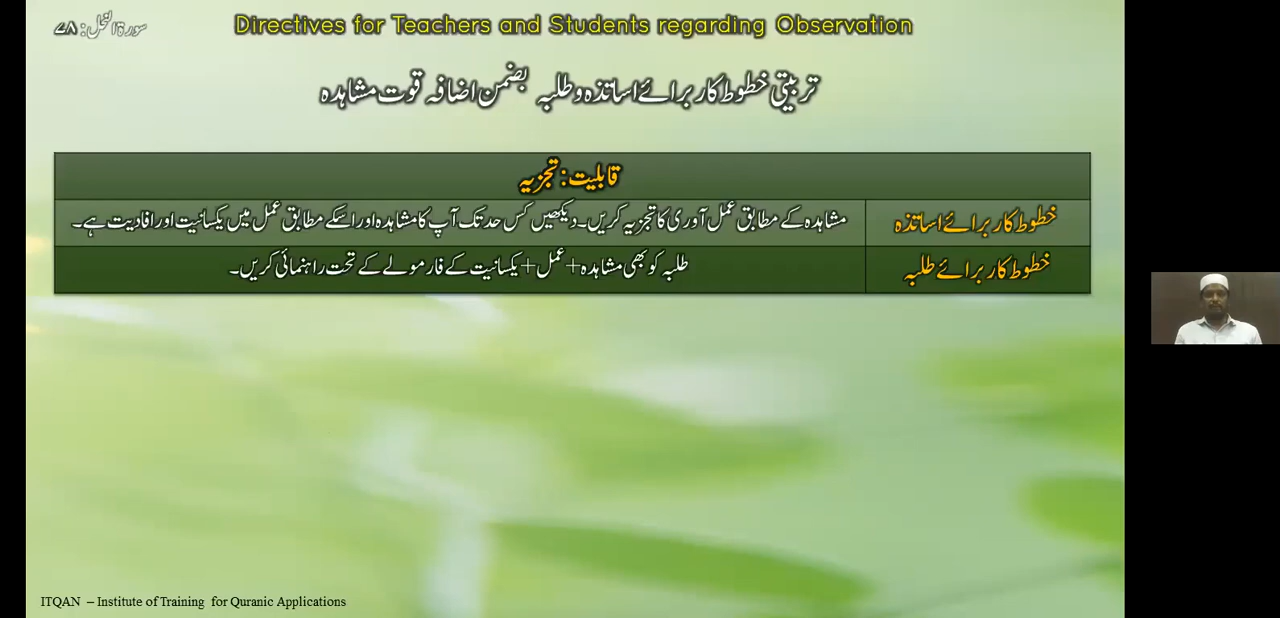 Directives for Teachers and Students regarding Observation
سورۃ النحل: ۷۸
تربیتی خطوط کار برائے اساتذہ و طلبہ بضمن اضافہ قوت مشاہدہ
قابلیت: تجزیہ
خطوط کار برائے اساتذہ
مشاہدہ کے مطابق عمل آوری کا تجزیہ کریں۔ دیکھیں کس حد تک آپ کا مشاہدہ اور اسکے مطابق عمل میں یکسانیت اور افادیت ہے۔
خطوط کار برائے طلبہ
طلبہ کو بھی مشاہدہ + عمل + یکسانیت کے فارمولے کے تحت راہنمائی کریں۔
ITQAN – Institute of Training for Quranic Applications